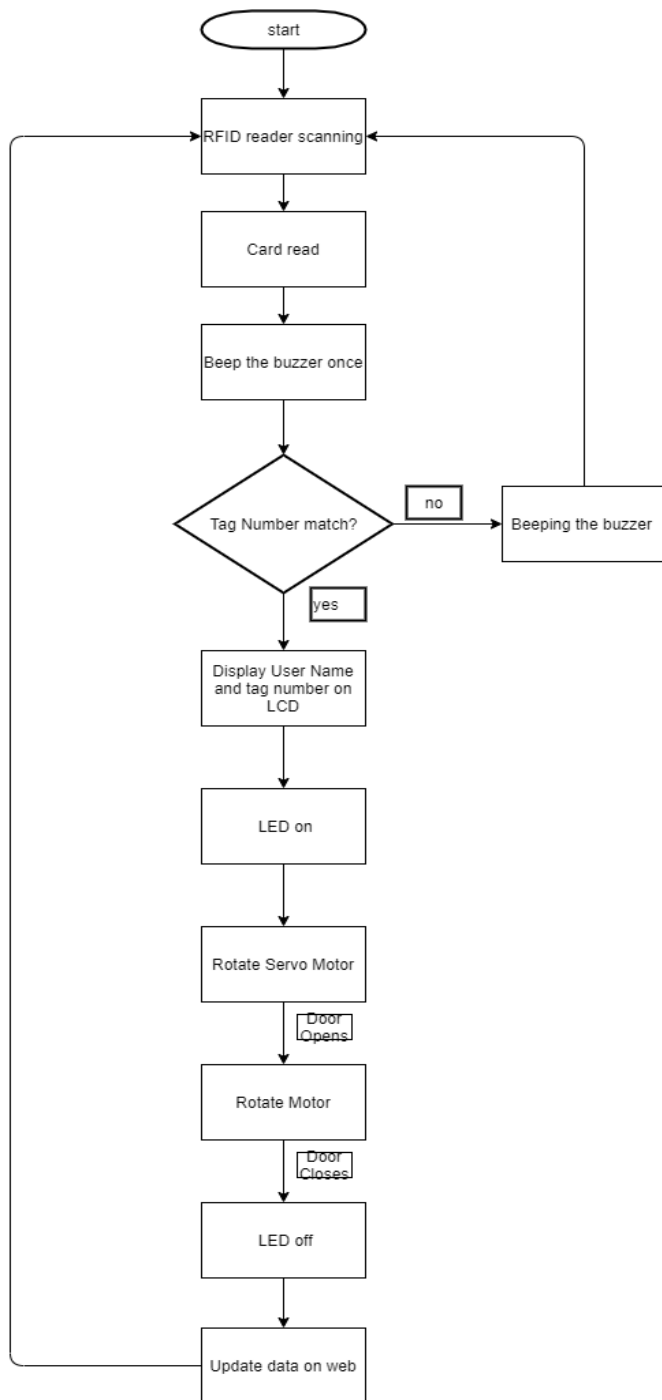 start
RFID reader scanning
Card read
Beep the buzzer once
Tag Number match?
no
Beeping the buzzer
yes
Display User Name
and tag number on
LCD
LED on
Rotate Servo Motor
Door
Opens
Rotate Motor
Door
Closes
LED off
Update data on web